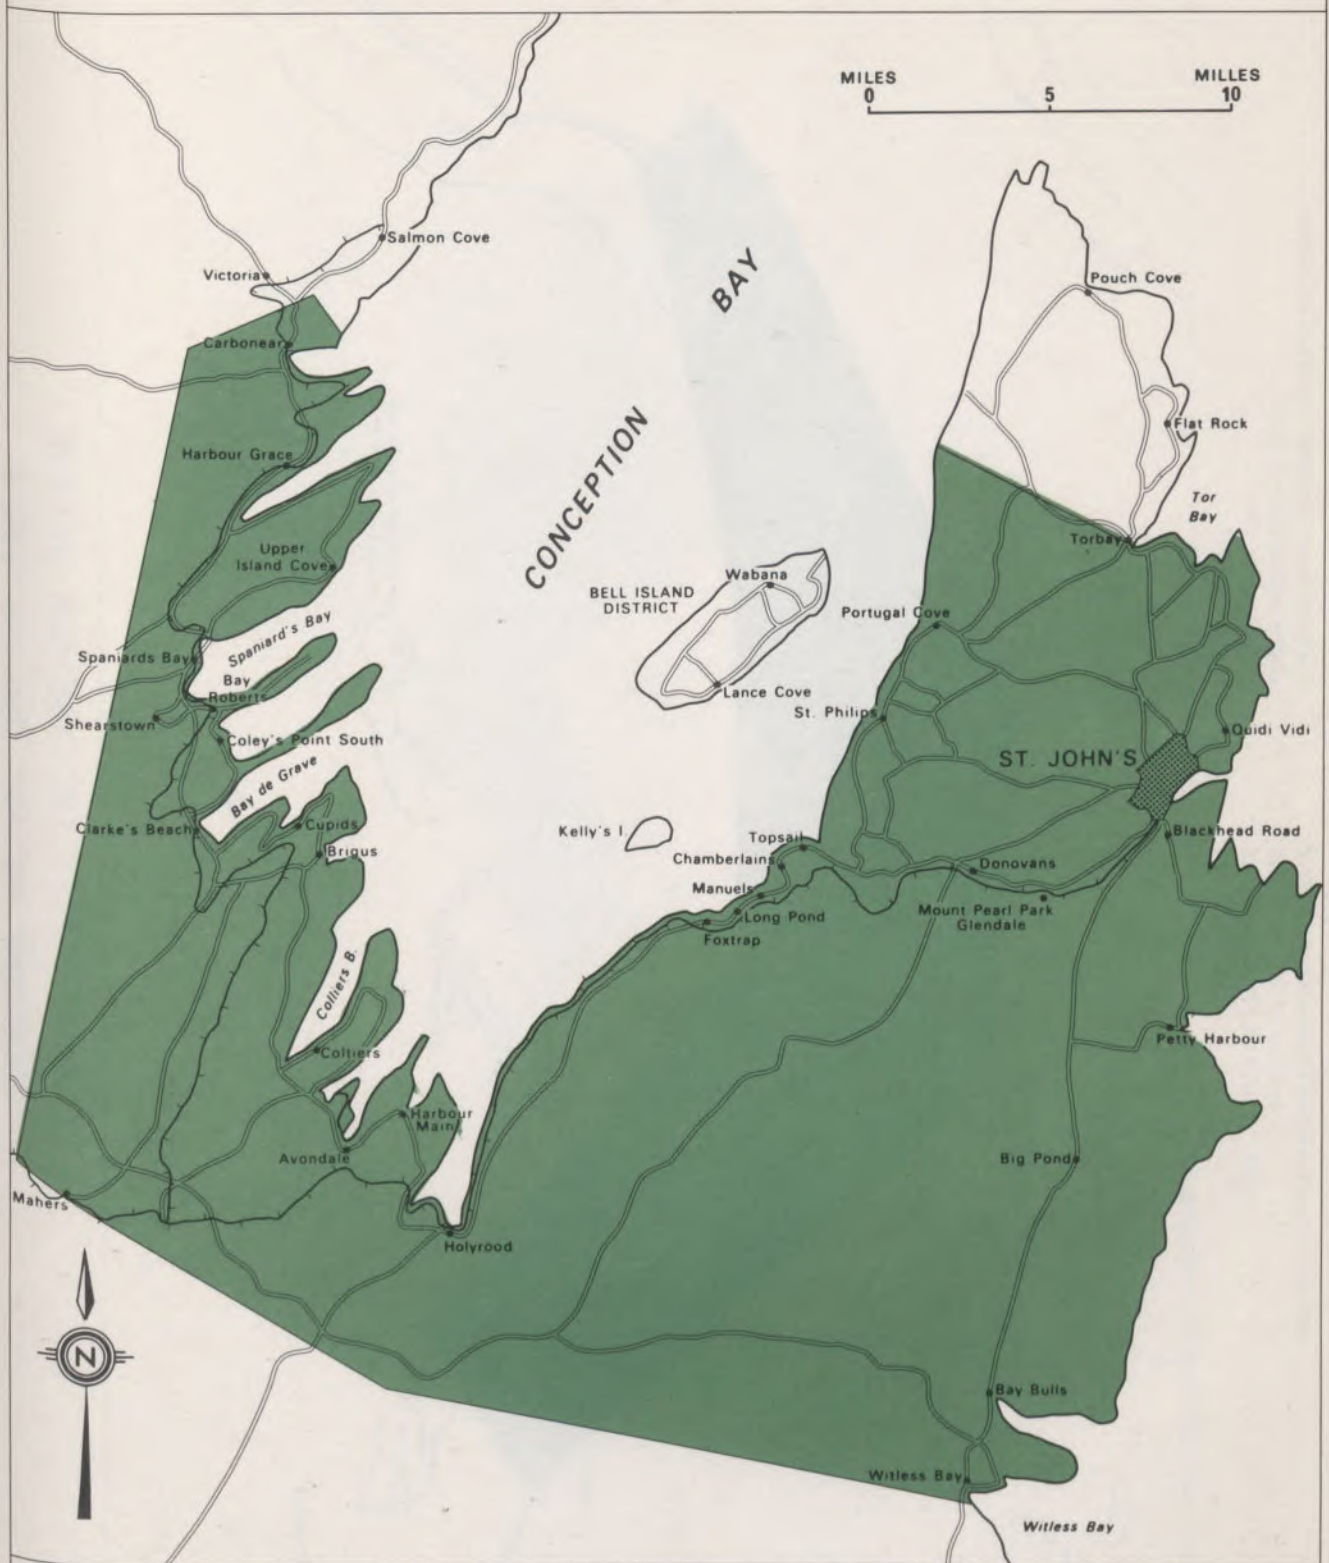 MILES
MILLES
0
5
10
Salmon Cove
Victoria
BAY
Pouch Cove
Carbonear
CONCEPTION
Flat Rock
Harbour Grace
Tor
Bay
Torbay
Upper
Island Cove
Wabana
BELL ISLAND
DISTRICT
Portugal Cove
Spaniard's Bay
Spaniards Bay
Bay
Roberts
Lance Cove
St. Philips
Shearstown
Coley's Point South
Quidi Vidi
ST. JOHN'S
Bay de Grave
Clarke's Beach
Cupids
Kelly's I.
Topsail
Blackhead Road
Brigus
Chamberlains
Donovans
Manuels
Long Pond
Mount Pearl Park
Glendale
Foxtrap
Colliers B.
Colliers
Petty Harbour
Harbour
Main
Avondale
Big Pond
Mahers
Holyrood
N
Bay Bulls
Witless Bay
Witless Bay